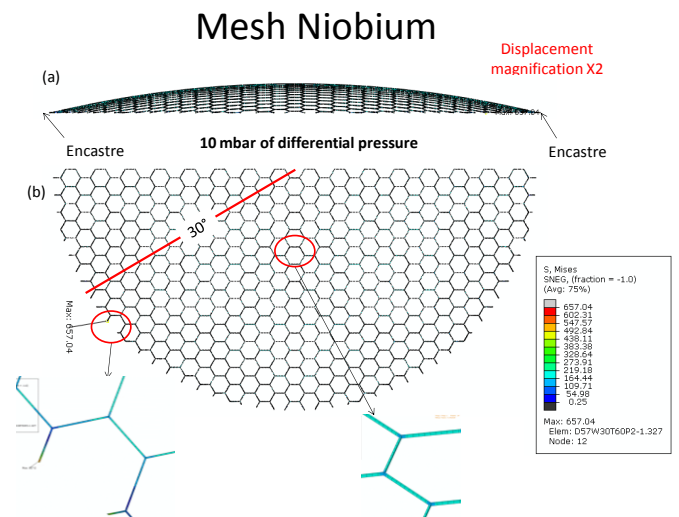 Mesh Niobium
Displacement
magnification X2
(a)
Encastre
10 mbar of differential pressure
Encastre
(b)
30°
Max: 657.04
S, Mises
SNEG, (fraction = -1.0)
(Avg: 75%)
657.04
602.31
547.57
492.84
438.11
383.38
328.64
273.91
219.18
164.44
109.71
54.98
0.25
Max: 657.04
Elem: D57W30T60P2-1.327
Node: 12